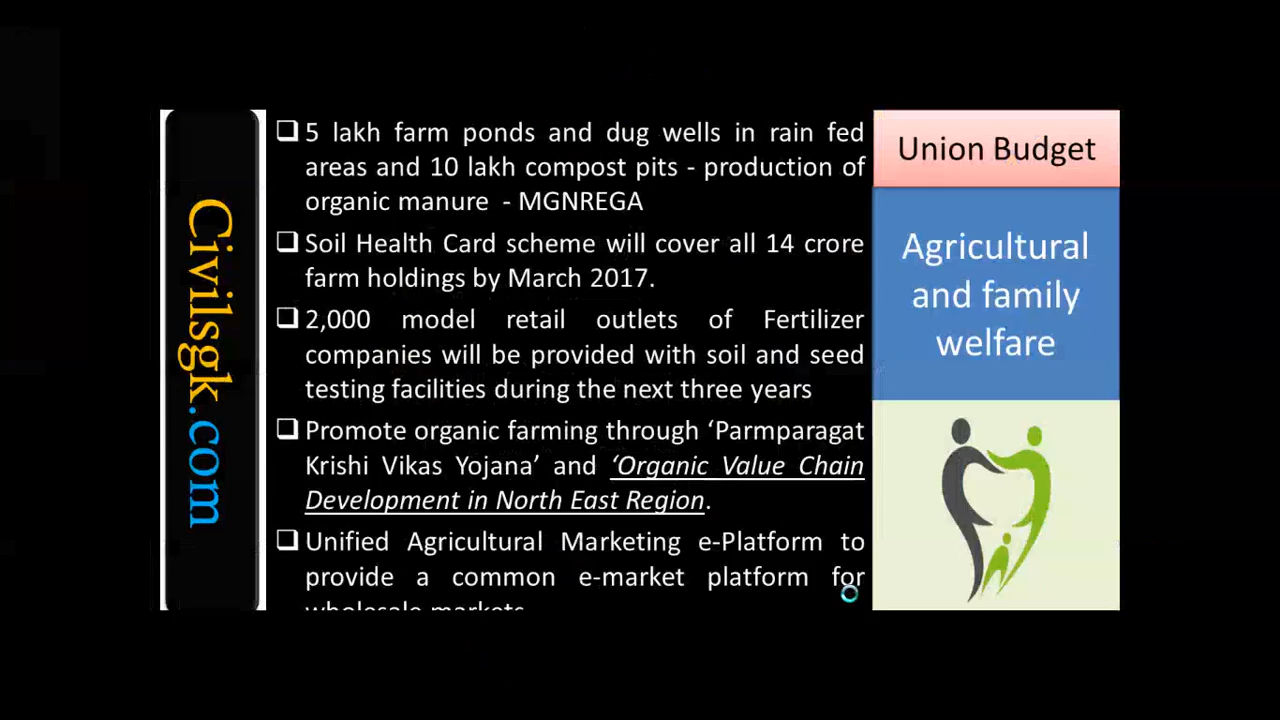 Civilsgk.com
5 lakh farm ponds and dug wells in rain fed
areas and 10 lakh compost pits - production of
organic manure - MGNREGA
Soil Health Card scheme will cover all 14 crore
farm holdings by March 2017.
2,000 model retail outlets of Fertilizer
companies will be provided with soil and seed
testing facilities during the next three years
Promote organic farming through ‘Parmparagat
Krishi Vikas Yojana’ and ‘Organic Value Chain
Development in North East Region.
Unified Agricultural Marketing e-Platform to
provide a common e-market platform for
wholesale markets
Union Budget
Agricultural
and family
welfare